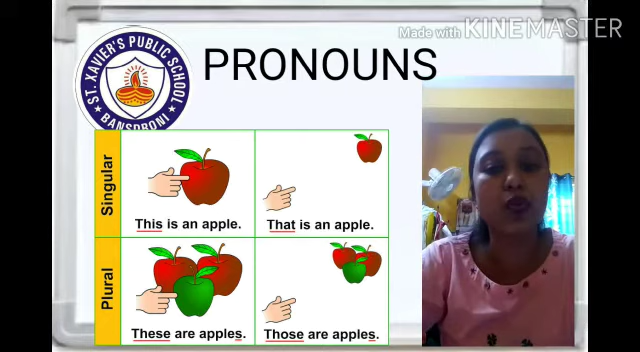 Made with KINEMASTER
PRONOUNS
ST. XAVIER'S PUBLIC SCHOOL
BANSDRONI
Singular
This is an apple.
That is an apple.
Plural
These are apples.
Those are apples.